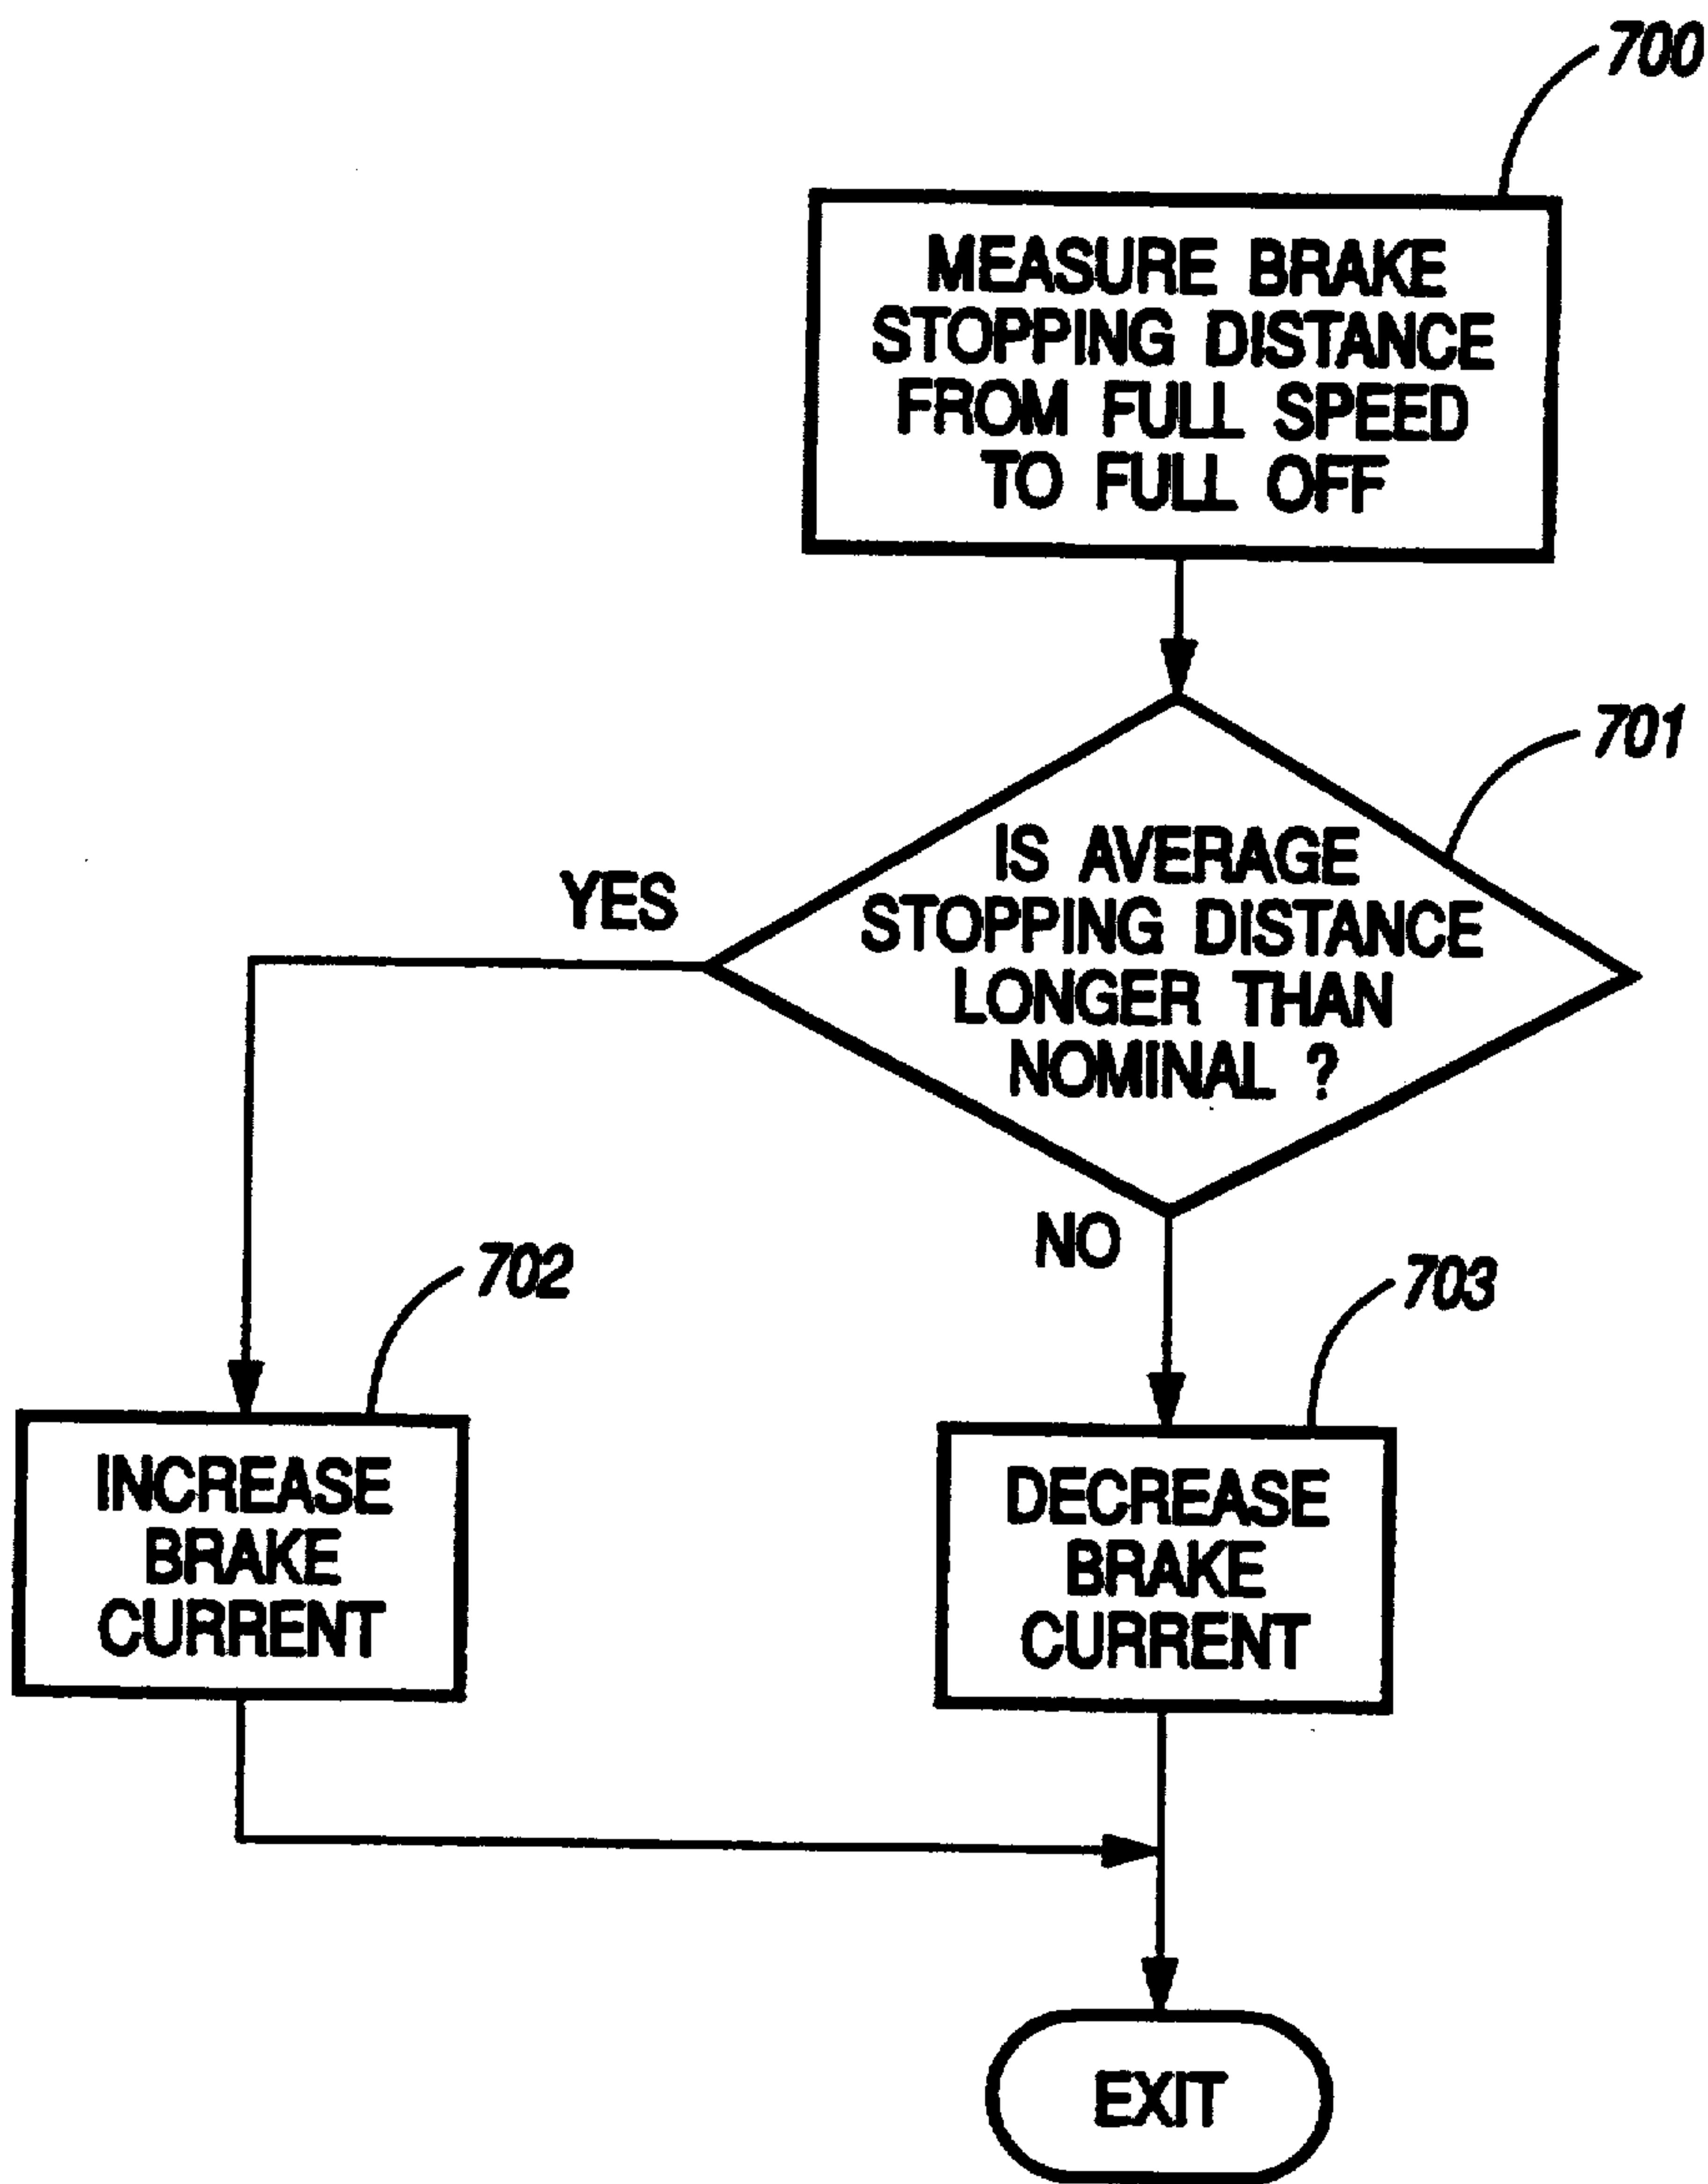 700
MEASURE BRAKE
STOPPING DISTANCE
FROM FULL SPEED
TO FULL OFF
701
IS AVERAGE
STOPPING DISTANCE
LONGER THAN
NOMINAL ?
YES
NO
702
703
INCREASE
BRAKE
CURRENT
DECREASE
BRAKE
CURRENT
EXIT